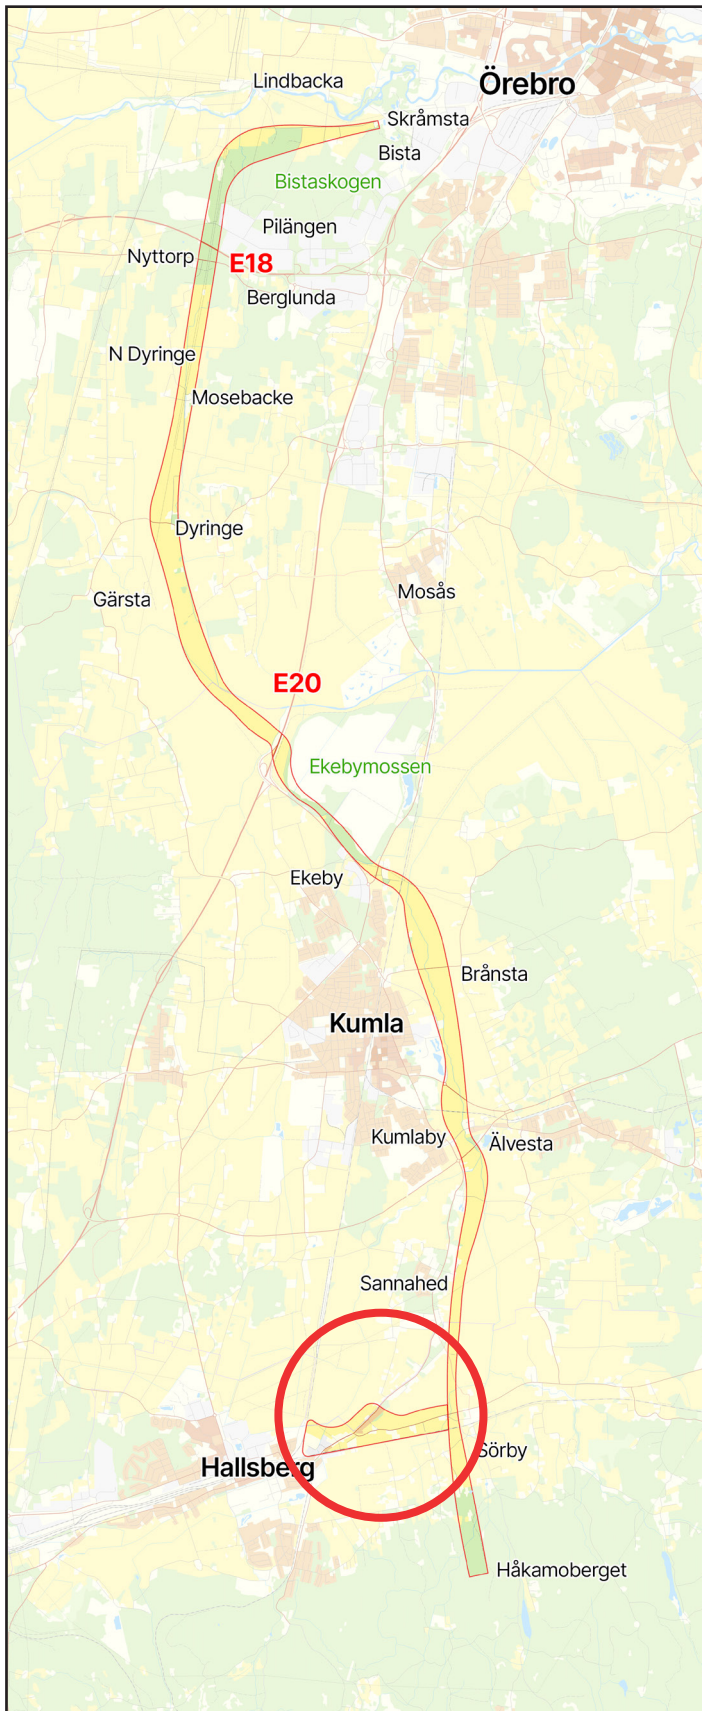 Lindbacka
Örebro
Skråmsta
Bista
Bistaskogen
Pilängen
Nyttorp
E18
Berglunda
N Dyringe
Mosebacke
Dyringe
Gärsta
Mosås
E20
Ekebymossen
Ekeby
Brånsta
Kumla
Kumlaby
Älvesta
Sannahed
Sörby
Hallsberg
Håkamoberget